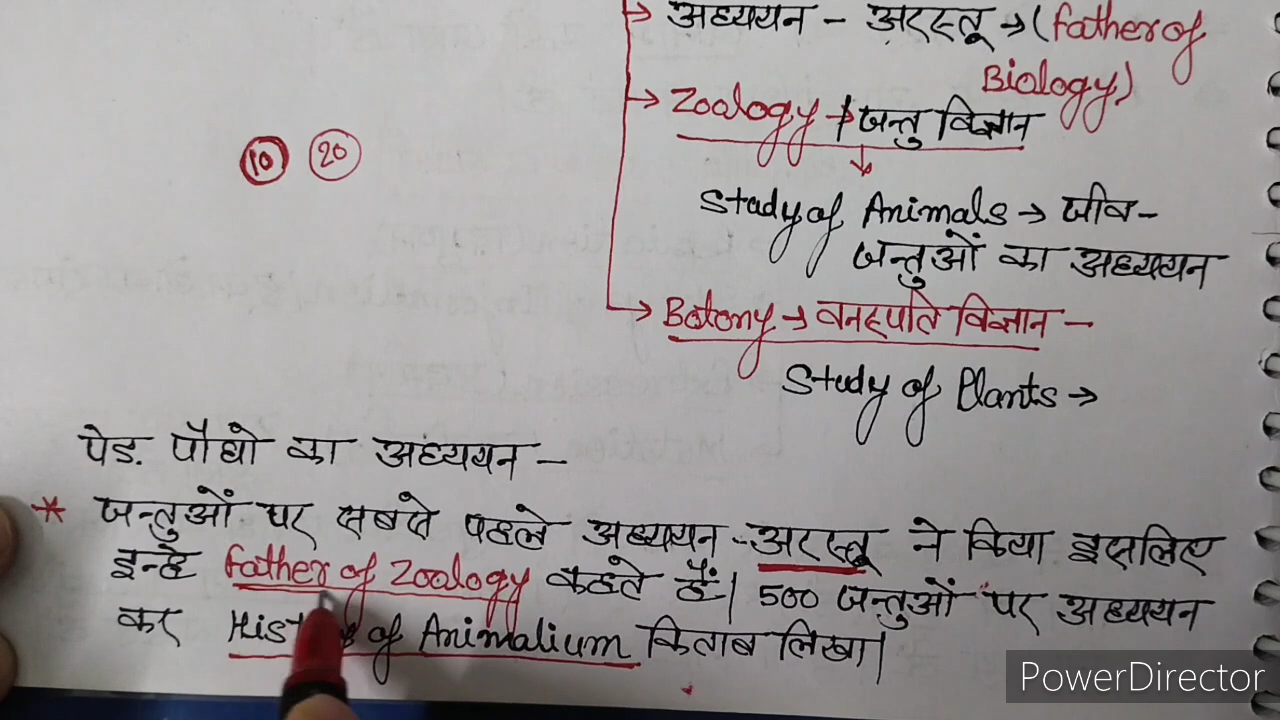 अध्ययन - अरस्तू → (Father of
Biology)
Zoology → जन्तु विज्ञान
10 20
Study of Animals → जीव-
जन्तुओं का अध्ययन
Botony → वनस्पति विज्ञान -
Study of Plants →
पेड़. पौधो का अध्ययन -
* जन्तुओं पर सबसे पहले अध्ययन - अरस्तू ने किया इसलिए
इन्हे Father of Zoology कहते हैं। 500 जन्तुओं पर अध्ययन
कर of Animalium किताब लिखा।
PowerDirector